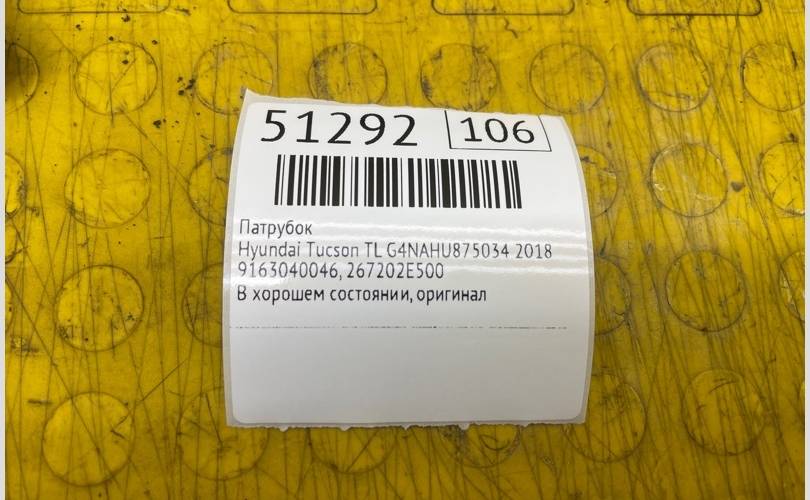 51292 106
Патрубок
Hyundai Tucson TL G4NAHU875034 2018
9163040046, 267202E500
В хорошем состоянии, оригинал